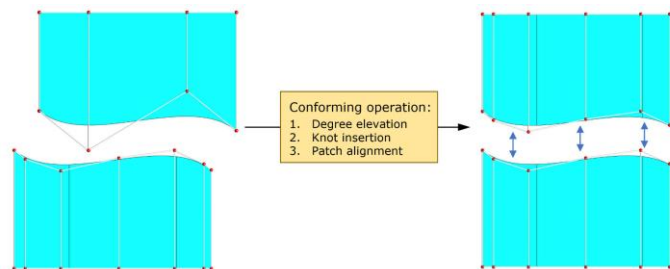 Conforming operation:
1. Degree elevation
2. Knot insertion
3. Patch alignment